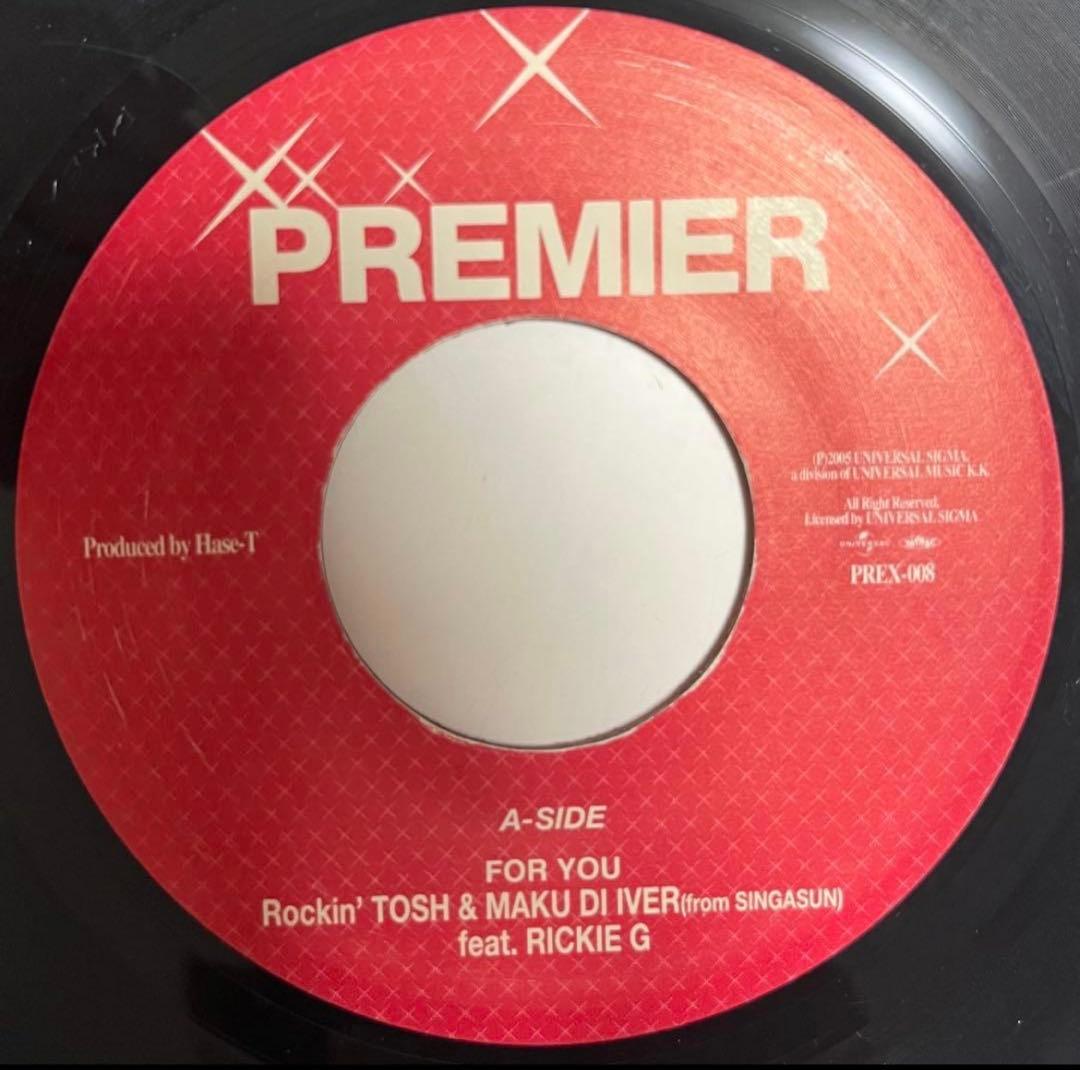 PREMIER
(P)2005 UNIVERSAL SIGMA,
a division of UNIVERSAL MUSIC K.K.
All Right Reserved.
Licensed by UNIVERSAL SIGMA
UNIVERSAL
PREX-008
Produced by Hase-T
A-SIDE
FOR YOU
Rockin' TOSH & MAKU DI IVER(from SINGASUN)
feat. RICKIE G